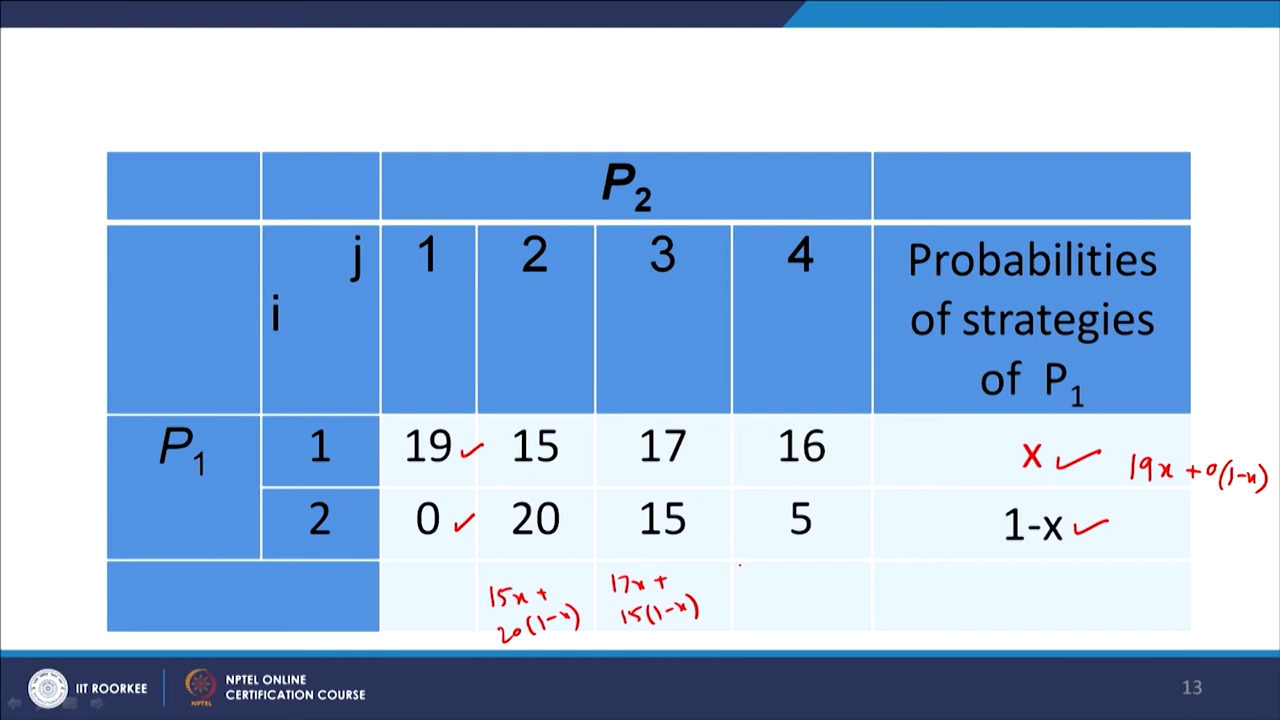 P2
j 1 2 3 4 Probabilities
i of strategies
of P1
P1 1 19 ✓ 15 17 16 x ✓ 19x + 0(1-x)
2 0 ✓ 20 15 5 1-x ✓
15x + 17x +
20(1-x) 15(1-x)
IIT ROORKEE NPTEL NPTEL ONLINE
CERTIFICATION COURSE
13